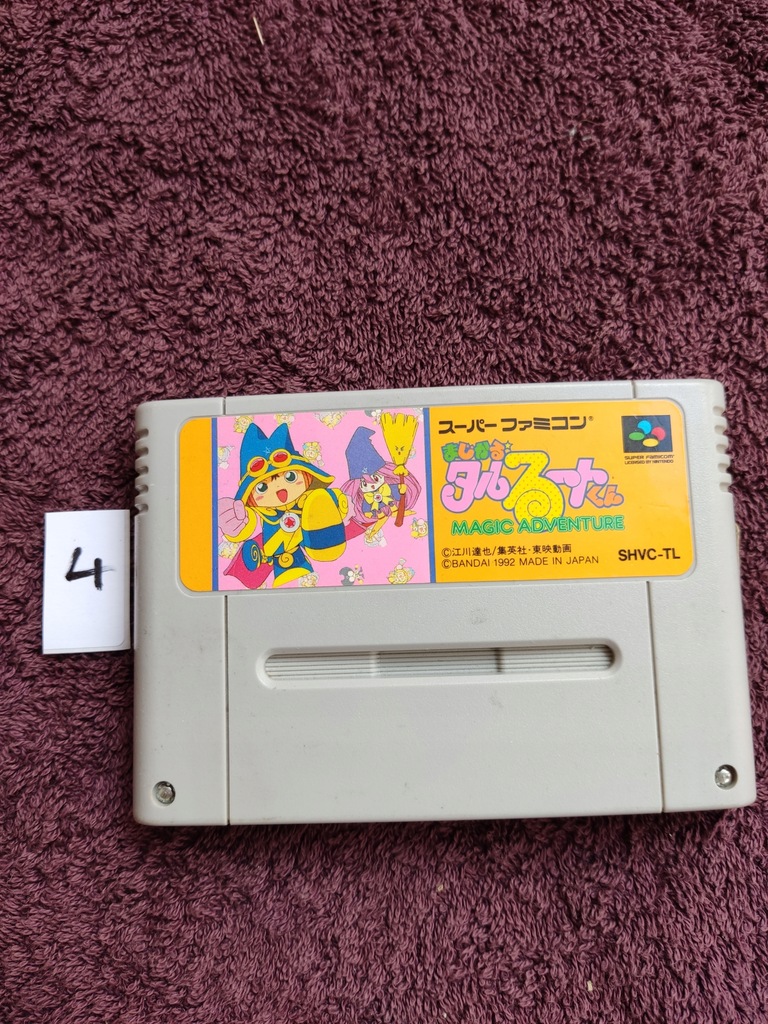 4
スーパーファミコン®
まじかる
タルるートくん
MAGIC ADVENTURE
SUPER FAMICOM
LICENSED BY NINTENDO
©江川達也/集英社・東映動画
©BANDAI 1992 MADE IN JAPAN
SHVC-TL